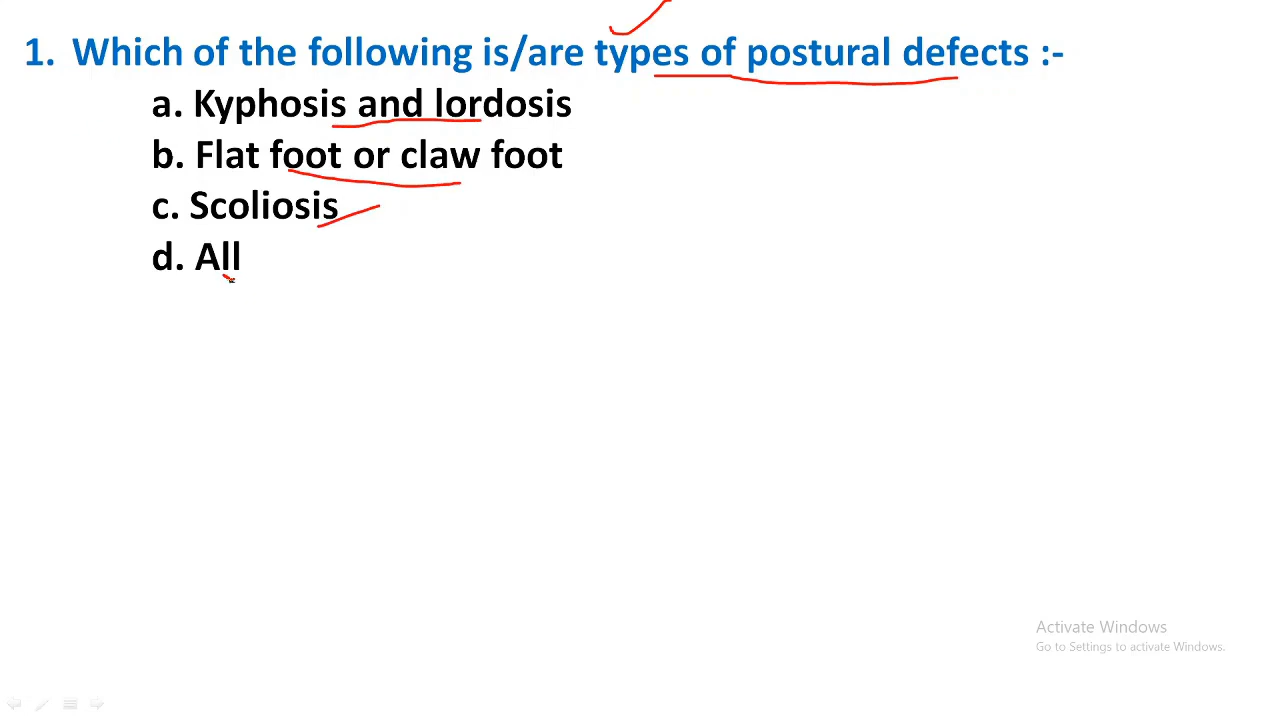 1. Which of the following is/are types of postural defects :-
a. Kyphosis and lordosis
b. Flat foot or claw foot
c. Scoliosis
d. All
Activate Windows
Go to Settings to activate Windows.